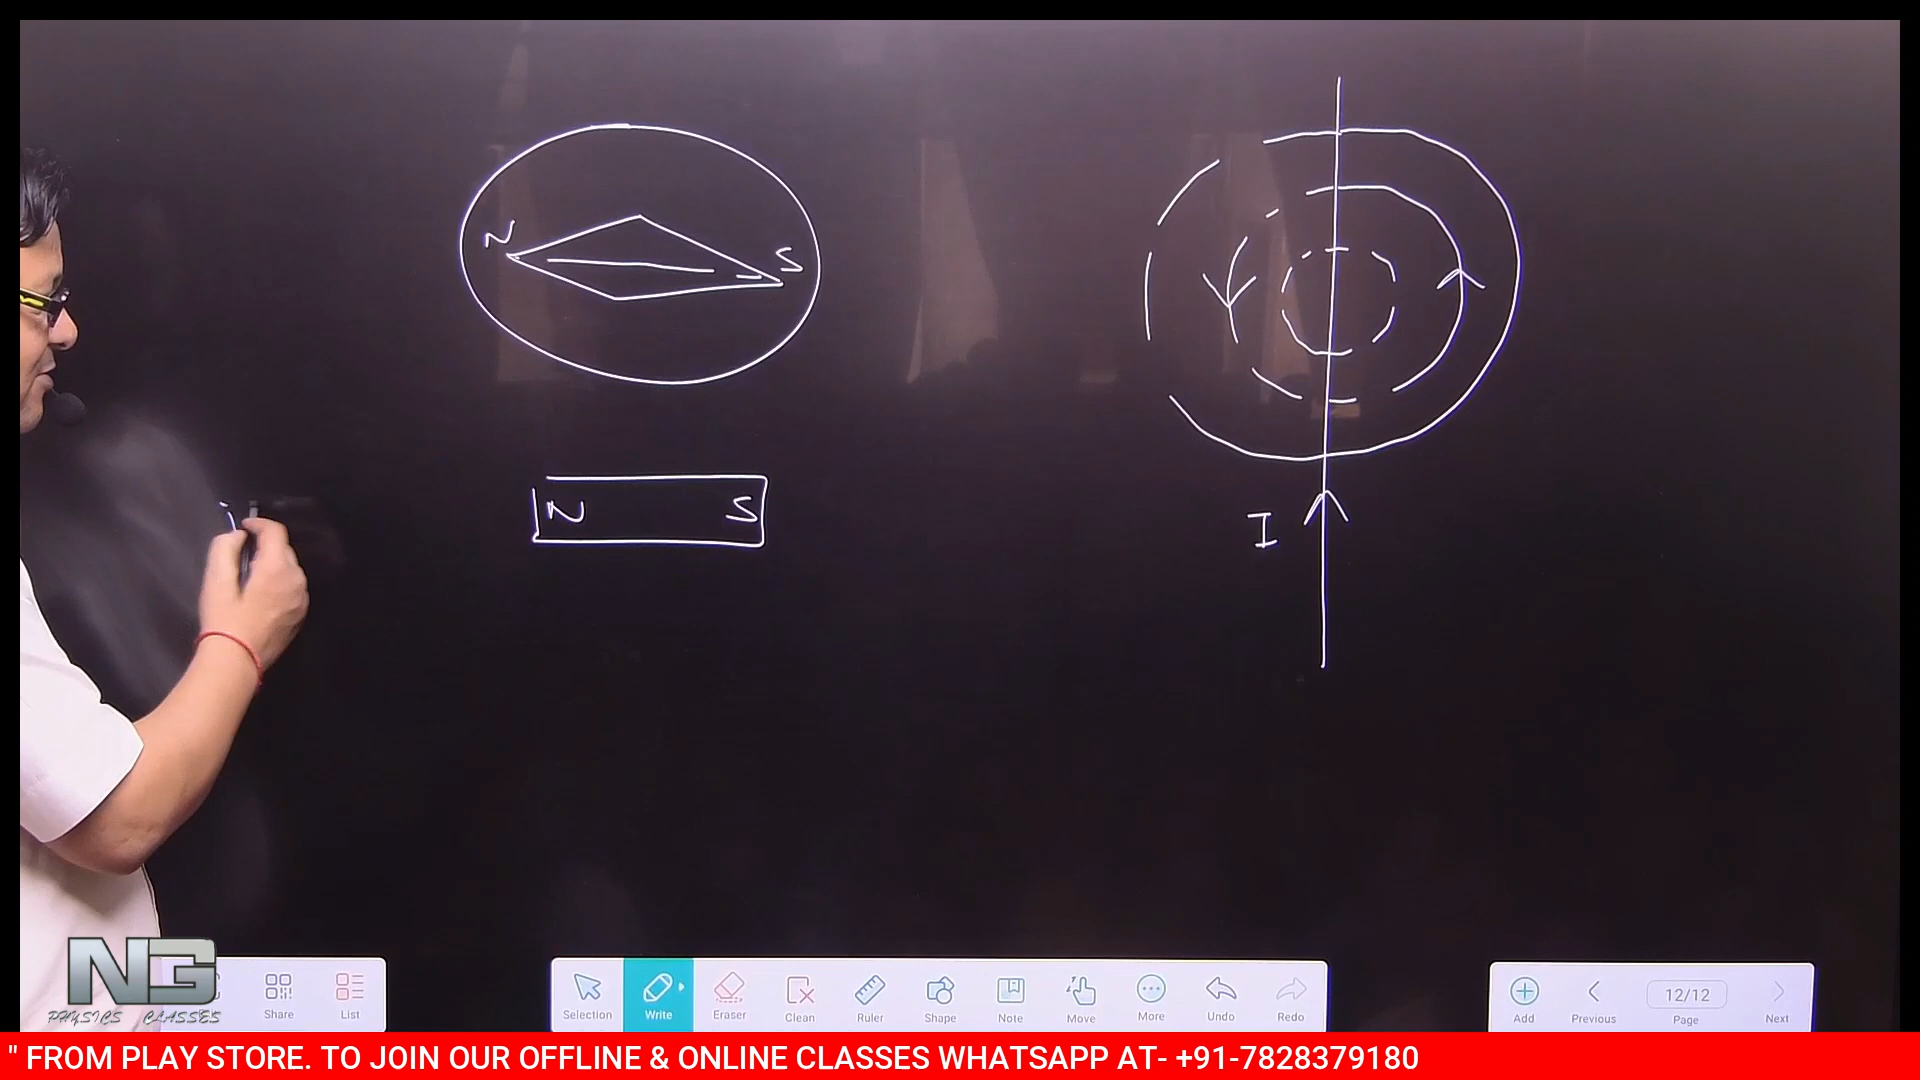 N
S
N S
I
NG
PHYSICS CLASSES
Share
List
Selection
Write
Eraser
Clean
Ruler
Shape
Note
Move
More
Undo
Redo
Add
Previous
12/12
Page
Next
" FROM PLAY STORE. TO JOIN OUR OFFLINE & ONLINE CLASSES WHATSAPP AT- +91-7828379180